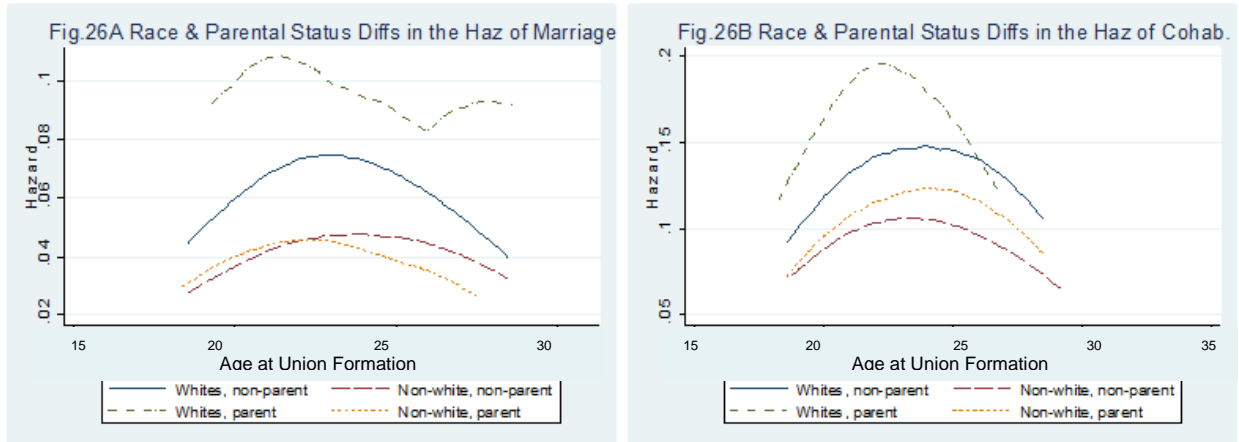 Fig.26A Race & Parental Status Diffs in the Haz of Marriage
Hazard
.02 .04 .06 .08 .1
15 20 25 30
Age at Union Formation
Whites, non-parent Non-white, non-parent
Whites, parent Non-white, parent
Fig.26B Race & Parental Status Diffs in the Haz of Cohab.
Hazard
.05 .1 .15 .2
15 20 25 30 35
Age at Union Formation
Whites, non-parent Non-white, non-parent
Whites, parent Non-white, parent